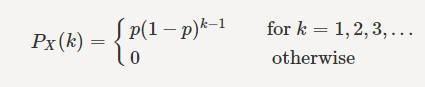 P_X(k) = { p(1 − p)^{k−1} for k = 1, 2, 3, . . .
0 otherwise